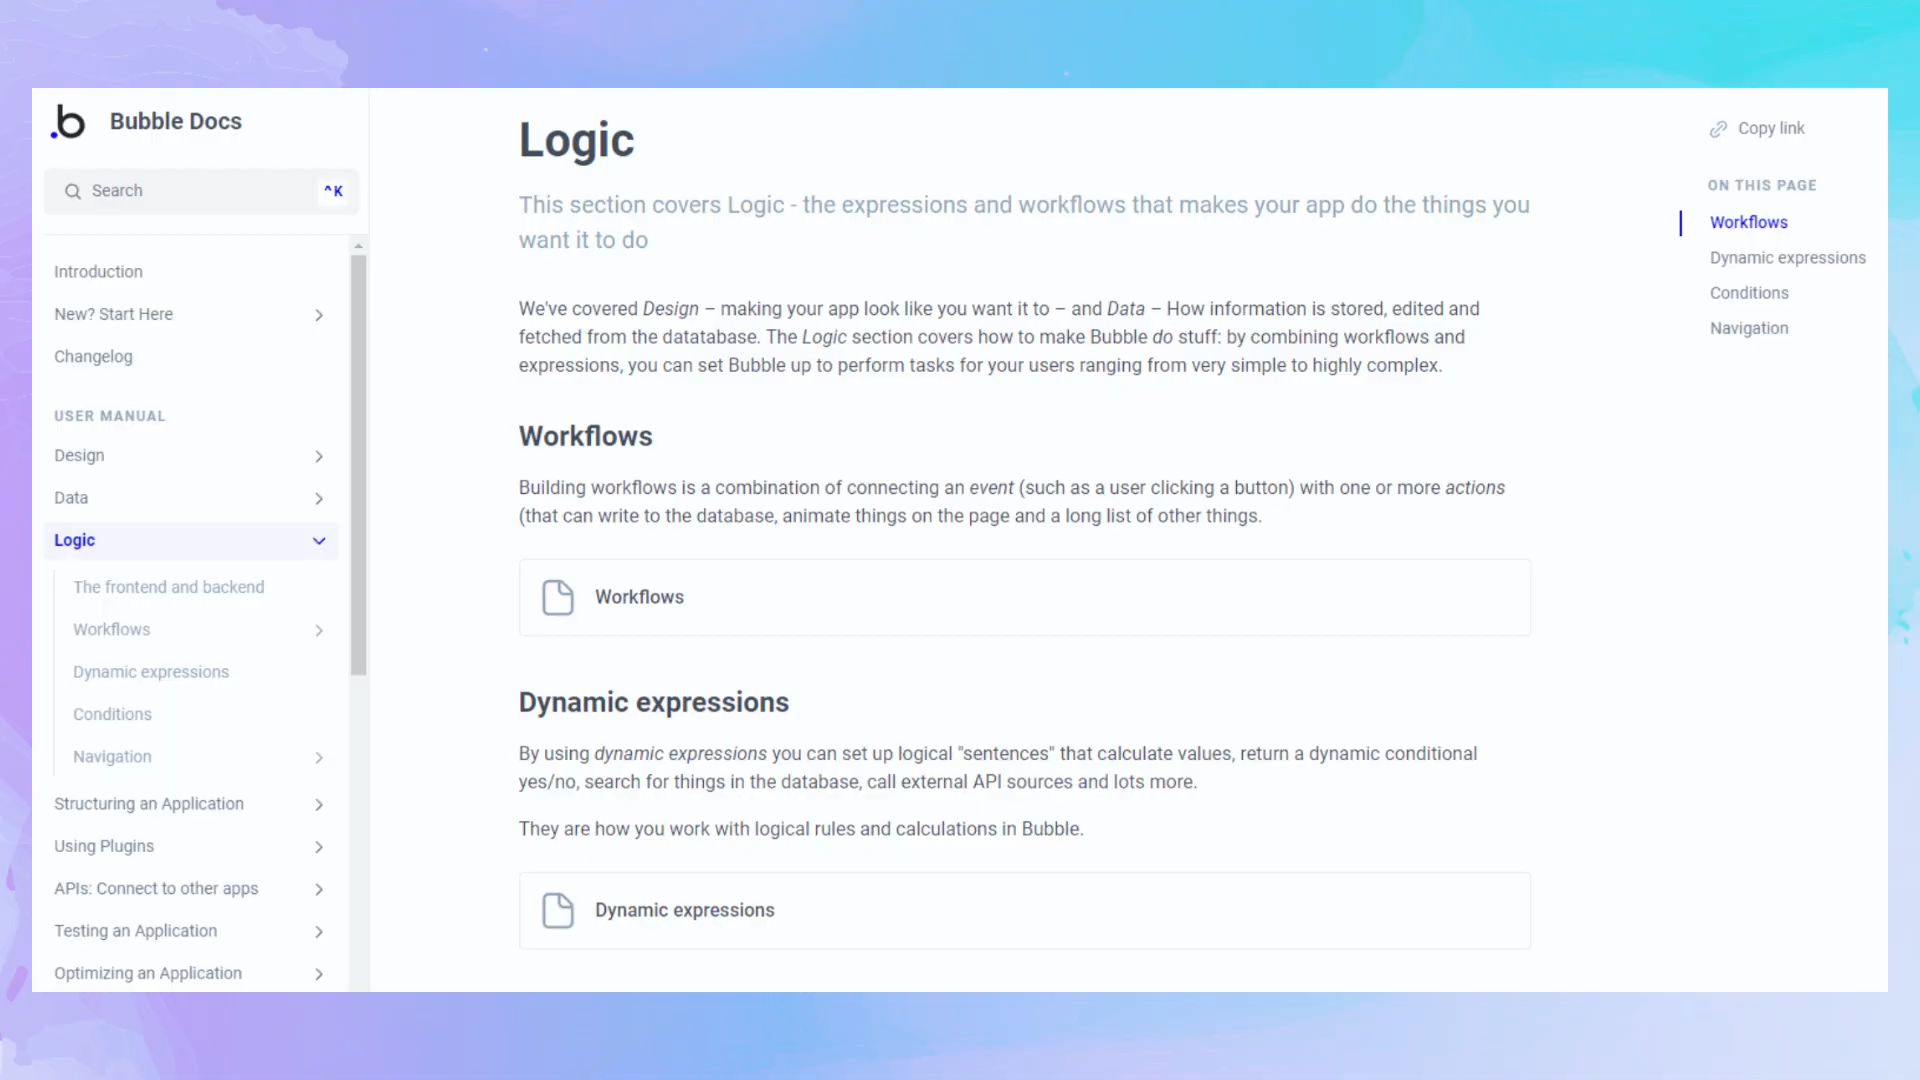 Bubble Docs
Search
^K
Introduction
New? Start Here
Changelog
USER MANUAL
Design
Data
Logic
The frontend and backend
Workflows
Dynamic expressions
Conditions
Navigation
Structuring an Application
Using Plugins
APIs: Connect to other apps
Testing an Application
Optimizing an Application
Logic
This section covers Logic - the expressions and workflows that makes your app do the things you
want it to do
We've covered Design – making your app look like you want it to – and Data – How information is stored, edited and
fetched from the datatabase. The Logic section covers how to make Bubble do stuff: by combining workflows and
expressions, you can set Bubble up to perform tasks for your users ranging from very simple to highly complex.
Workflows
Building workflows is a combination of connecting an event (such as a user clicking a button) with one or more actions
(that can write to the database, animate things on the page and a long list of other things.
Workflows
Dynamic expressions
By using dynamic expressions you can set up logical "sentences" that calculate values, return a dynamic conditional
yes/no, search for things in the database, call external API sources and lots more.
They are how you work with logical rules and calculations in Bubble.
Dynamic expressions
Copy link
ON THIS PAGE
Workflows
Dynamic expressions
Conditions
Navigation